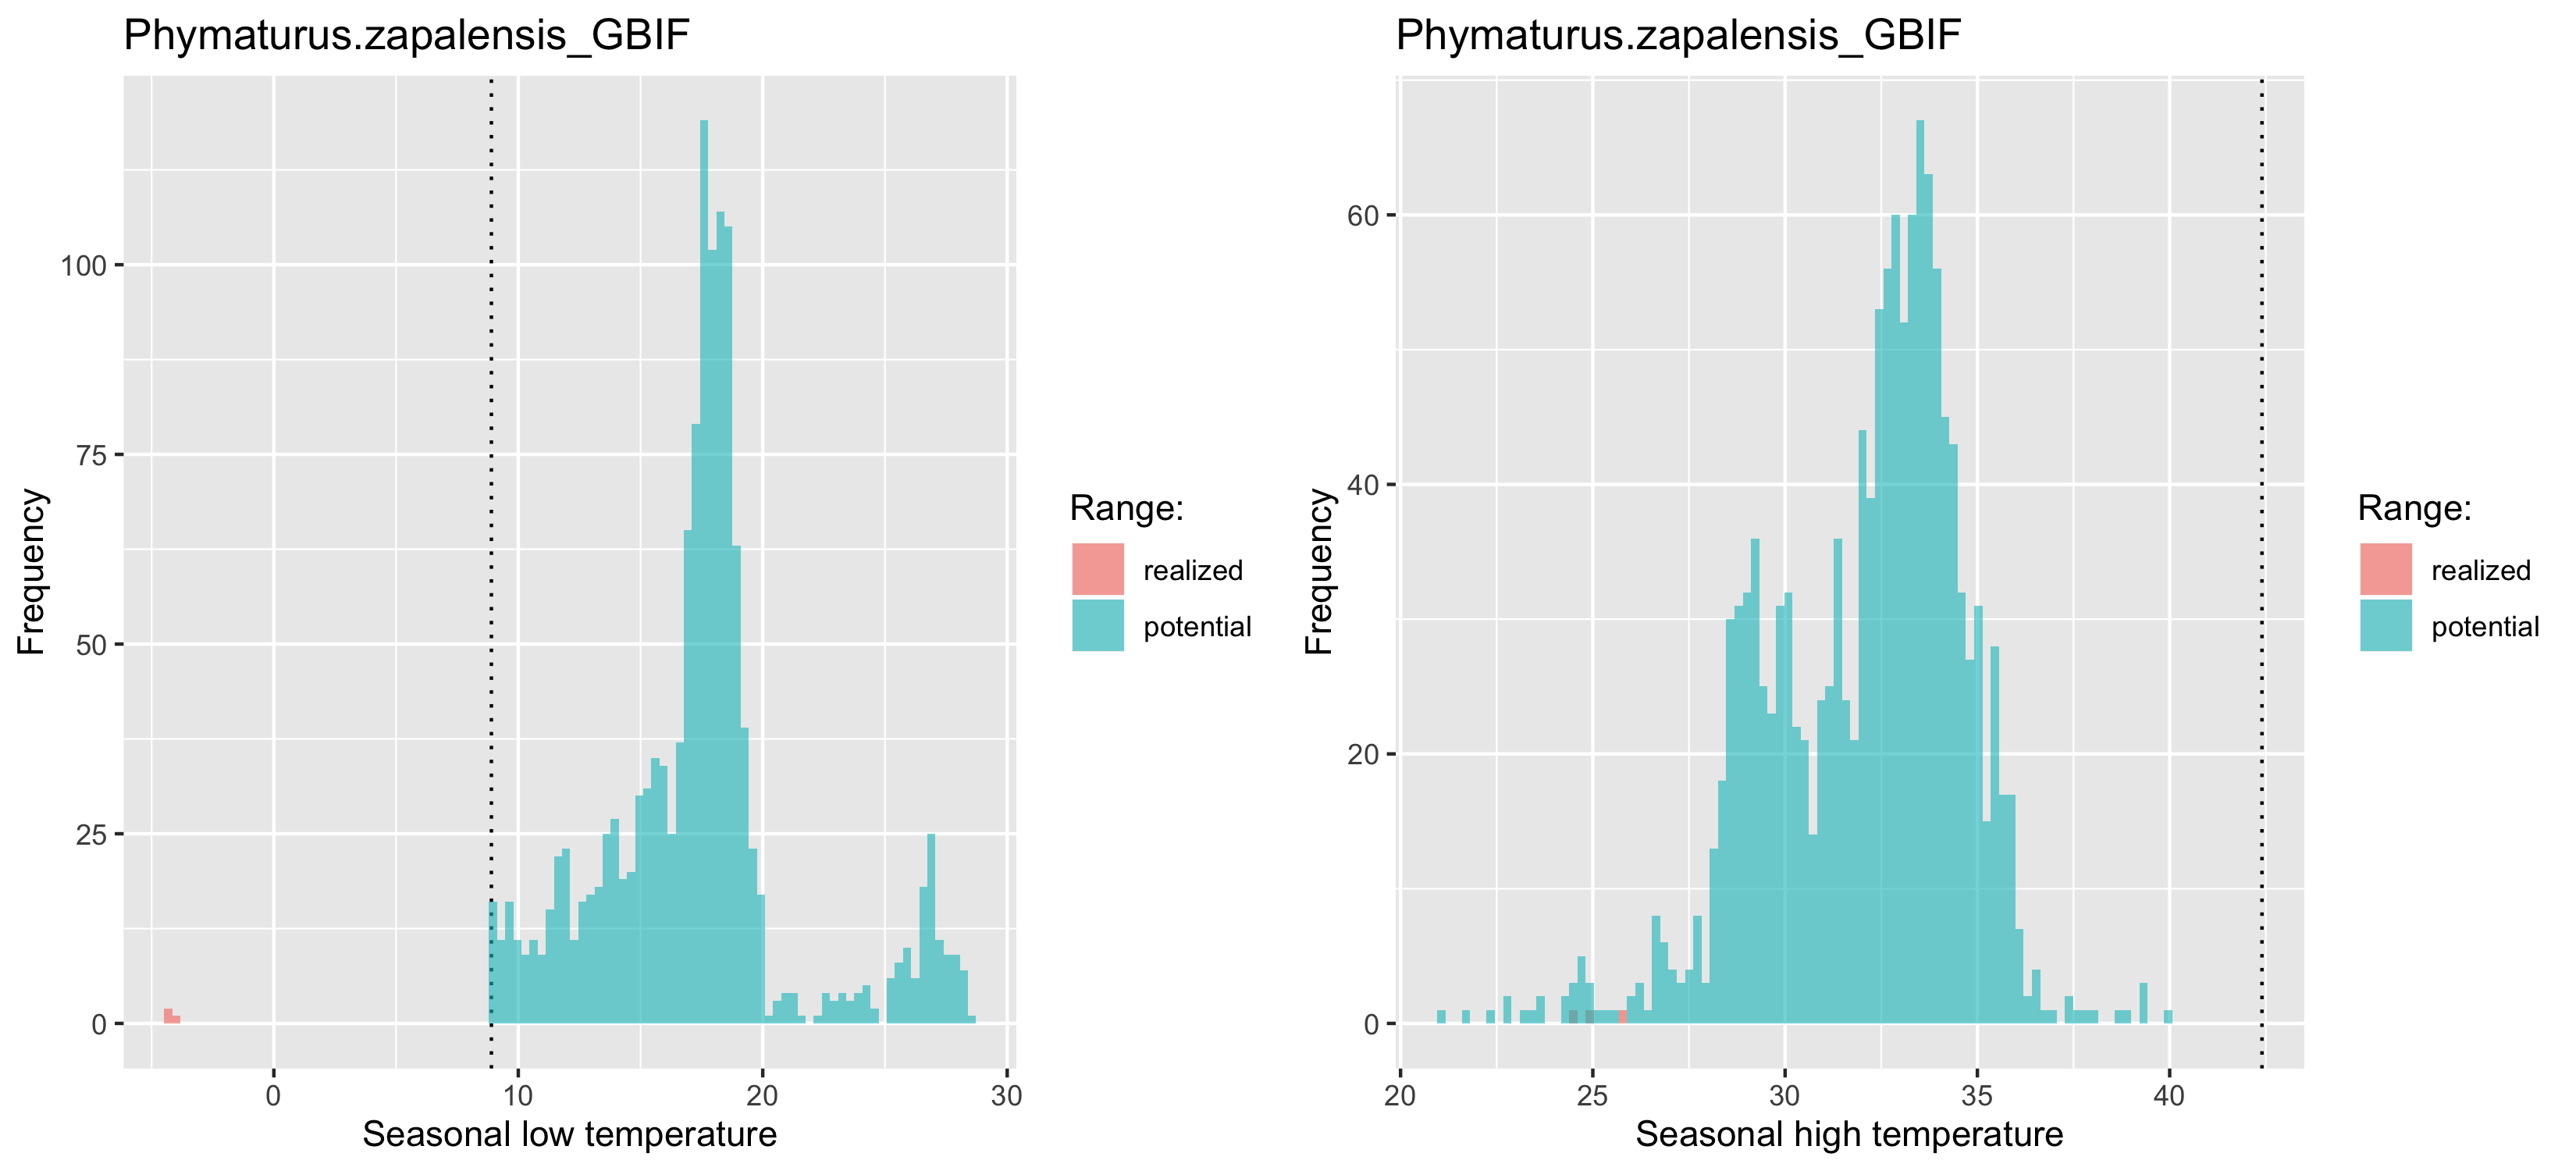 Phymaturus.zapalensis_GBIF
Frequency
100
75
50
25
0
0 10 20 30
Seasonal low temperature
Range:
realized
potential
Phymaturus.zapalensis_GBIF
Frequency
60
40
20
0
20 25 30 35 40
Seasonal high temperature
Range:
realized
potential